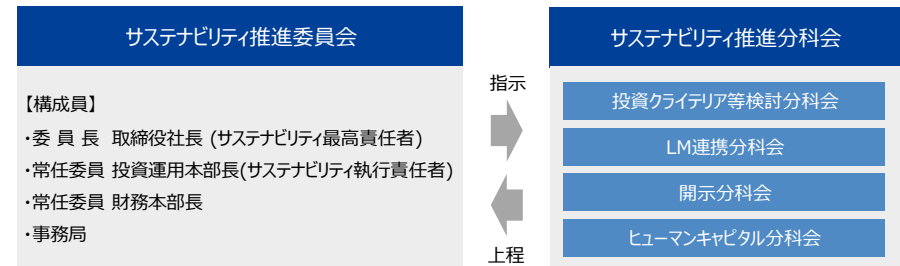 サステナビリティ推進委員会
【構成員】
・委 員 長 取締役社長 (サステナビリティ最高責任者)
・常任委員 投資運用本部長(サステナビリティ執行責任者)
・常任委員 財務本部長
・事務局
指示
上程
サステナビリティ推進分科会
投資クライテリア等検討分科会
LM連携分科会
開示分科会
ヒューマンキャピタル分科会